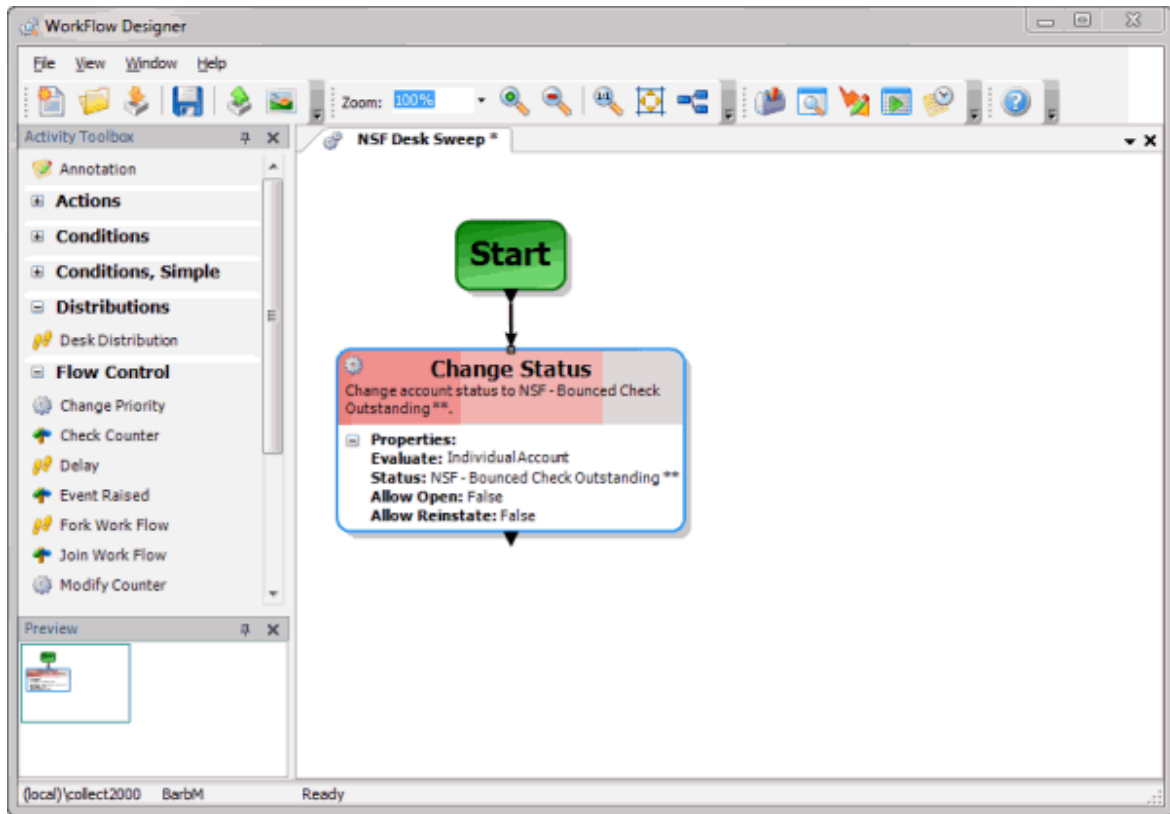 WorkFlow Designer
File View Window Help
Zoom: 100% 1:1
Activity Toolbox
NSF Desk Sweep *
Annotation
Actions
Conditions
Conditions, Simple
Distributions
Desk Distribution
Flow Control
Change Priority
Check Counter
Delay
Event Raised
Fork Work Flow
Join Work Flow
Modify Counter
Start
Change Status
Change account status to NSF - Bounced Check
Outstanding **.
Properties:
Evaluate: Individual Account
Status: NSF - Bounced Check Outstanding **
Allow Open: False
Allow Reinstate: False
Preview
(local)\collect2000 BarbM Ready